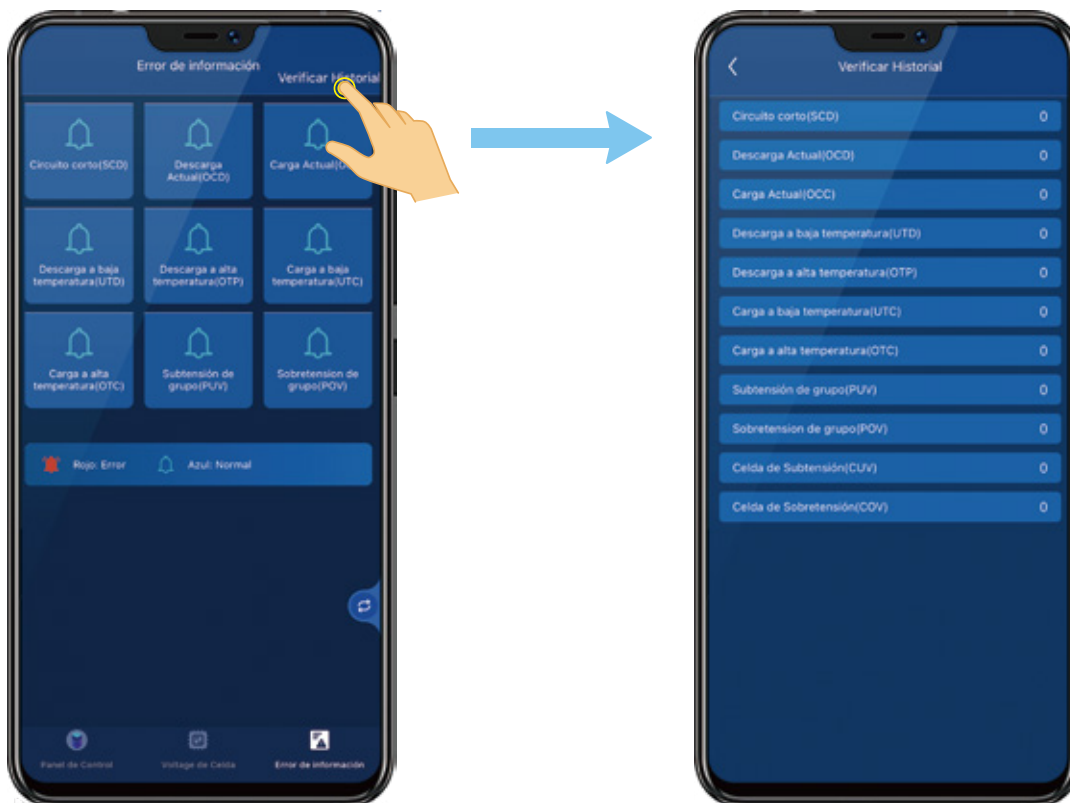 Error de información
Verificar Historial
Circuito corto(SCD)
Descarga
Actual(OCD)
Carga Actual(
Descarga a baja
temperatura(UTD)
Descarga a alta
temperatura(OTP)
Carga a baja
temperatura(UTC)
Carga a alta
temperatura(OTC)
Subtensión de
grupo(PUV)
Sobretension de
grupo(POV)
Rojo: Error
Azul: Normal
Panel de Control
Voltage de Celda
Error de información
Verificar Historial
Circuito corto(SCD) 0
Descarga Actual(OCD) 0
Carga Actual(OCC) 0
Descarga a baja temperatura(UTD) 0
Descarga a alta temperatura(OTP) 0
Carga a baja temperatura(UTC) 0
Carga a alta temperatura(OTC) 0
Subtensión de grupo(PUV) 0
Sobretension de grupo(POV) 0
Celda de Subtensión(CUV) 0
Celda de Sobretensión(COV) 0